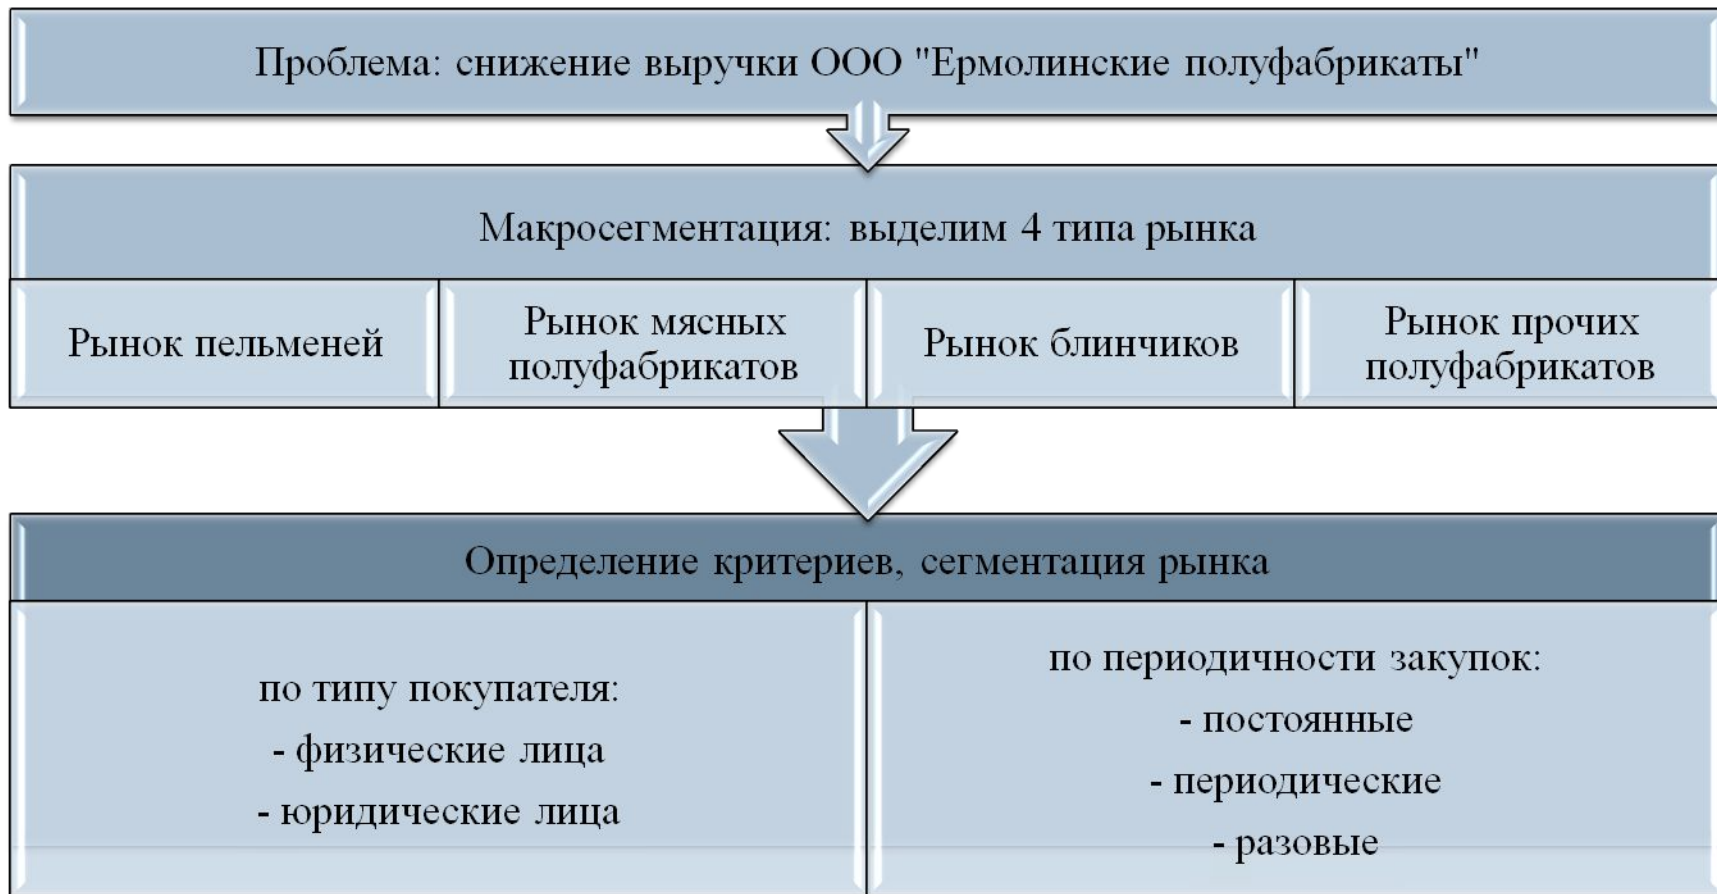 Проблема: снижение выручки ООО "Ермолинские полуфабрикаты"
Макросегментация: выделим 4 типа рынка
Рынок пельменей
Рынок мясных
полуфабрикатов
Рынок блинчиков
Рынок прочих
полуфабрикатов
Определение критериев, сегментация рынка
по типу покупателя:
- физические лица
- юридические лица
по периодичности закупок:
- постоянные
- периодические
- разовые